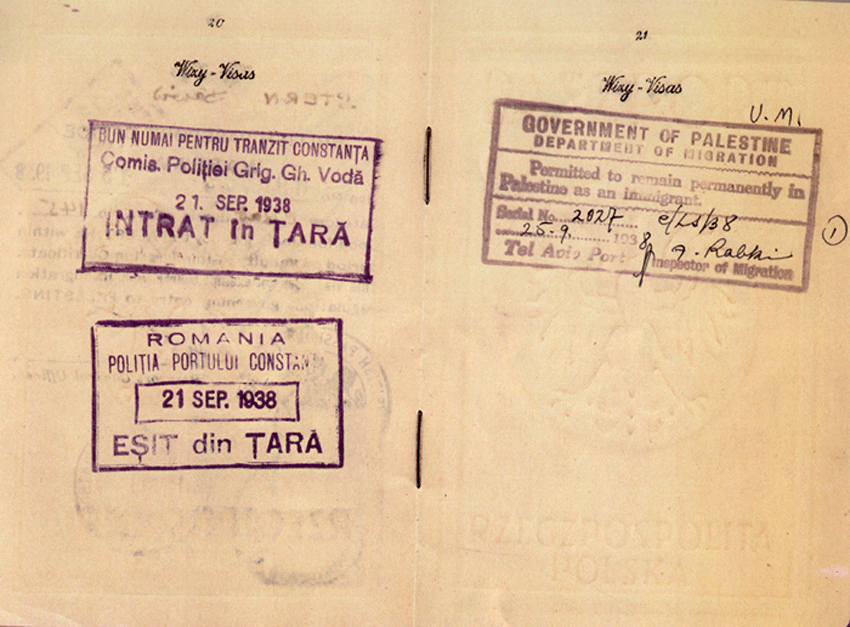 20
Wizy-Visas
STERN
BUN NUMAI PENTRU TRANZIT CONSTANȚA
Comis. Poliției Grig. Gh. Vodă
21. SEP. 1938
INTRAT în ȚARĂ
ROMANIA
POLIȚIA PORTULUI CONSTAN
21 SEP. 1938
EȘIT din ȚARĂ
21
Wizy-Visas
V.M.
GOVERNMENT OF PALESTINE
DEPARTMENT OF MIGRATION
Permitted to remain permanently in
Palestine as an immigrant.
Serial No. 2027 e/LS/38
25-9. 1938
Tel Aviv Port
Inspector of Migration
1
RZECZPOSPOLITA
POLSKA